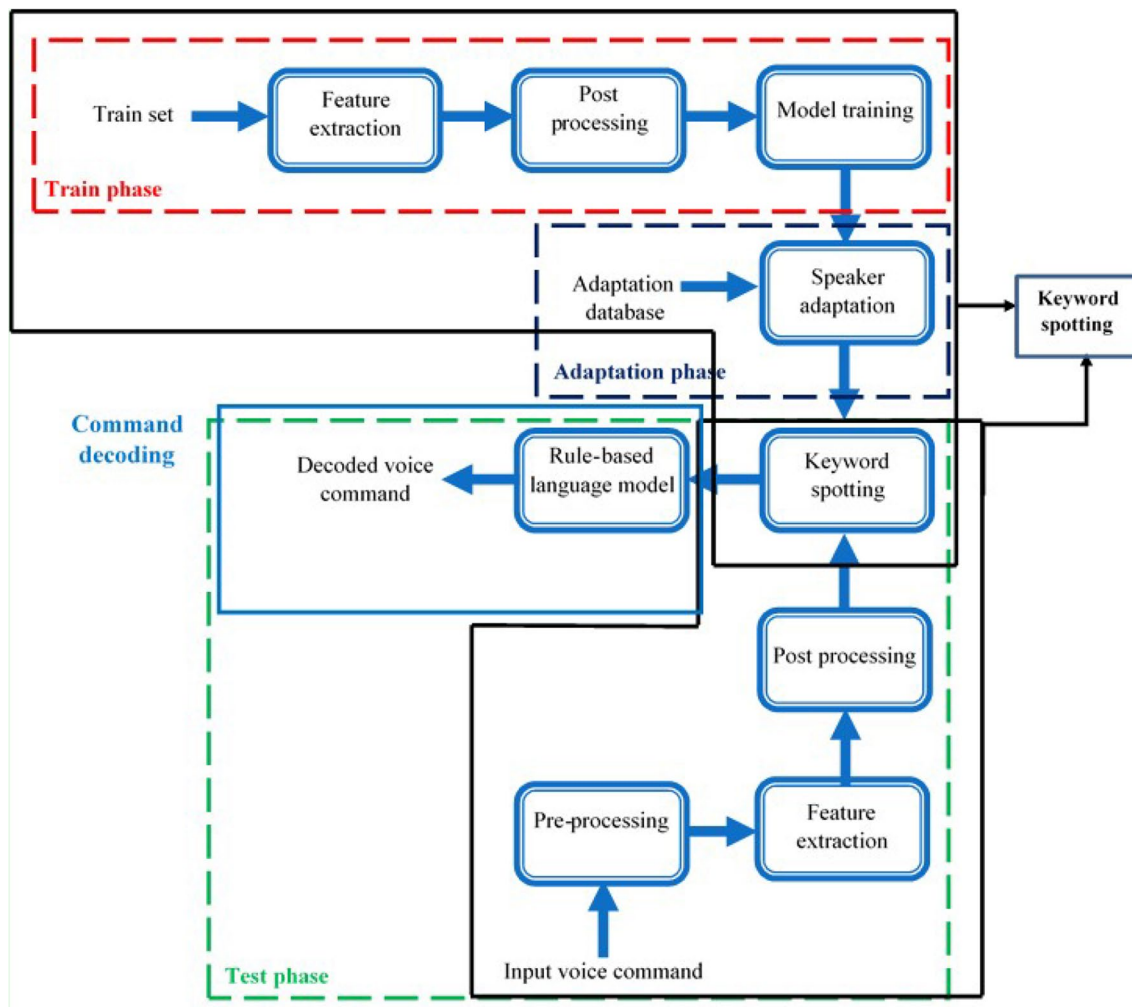 Train set
Feature
extraction
Post
processing
Model training
Train phase
Adaptation
database
Speaker
adaptation
Adaptation phase
Keyword
spotting
Command
decoding
Decoded voice
command
Rule-based
language model
Keyword
spotting
Post processing
Pre-processing
Feature
extraction
Input voice command
Test phase